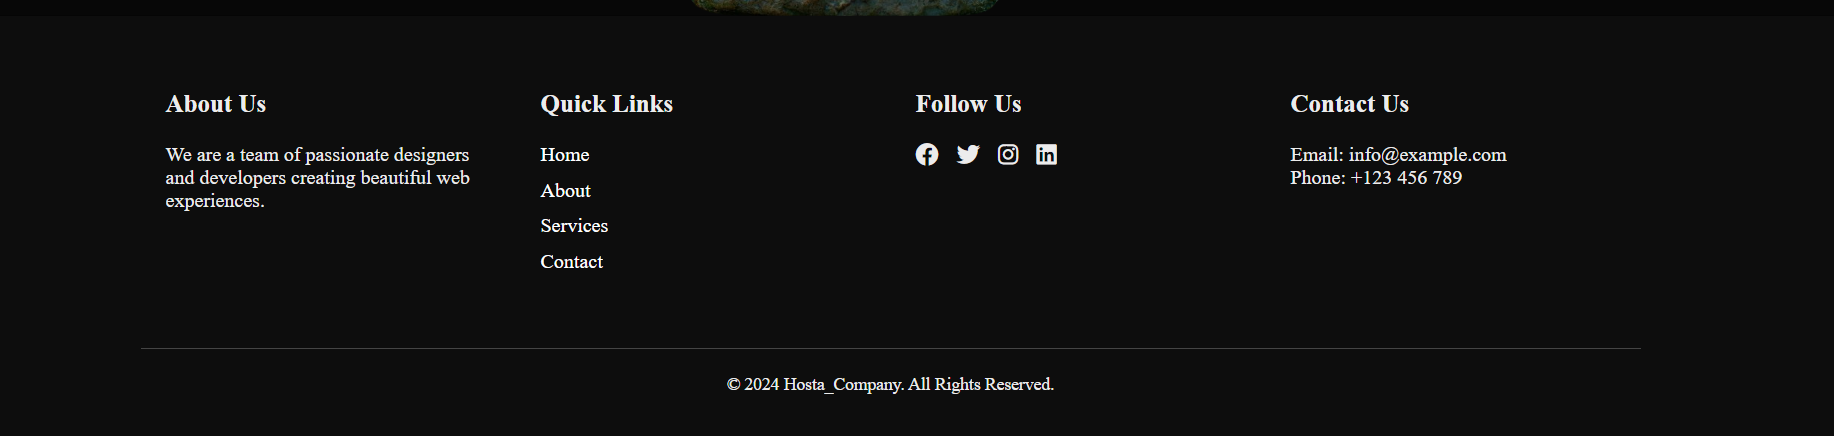 About Us
We are a team of passionate designers
and developers creating beautiful web
experiences.
Quick Links
Home
About
Services
Contact
Follow Us
Contact Us
Email: info@example.com
Phone: +123 456 789
© 2024 Hosta_Company. All Rights Reserved.